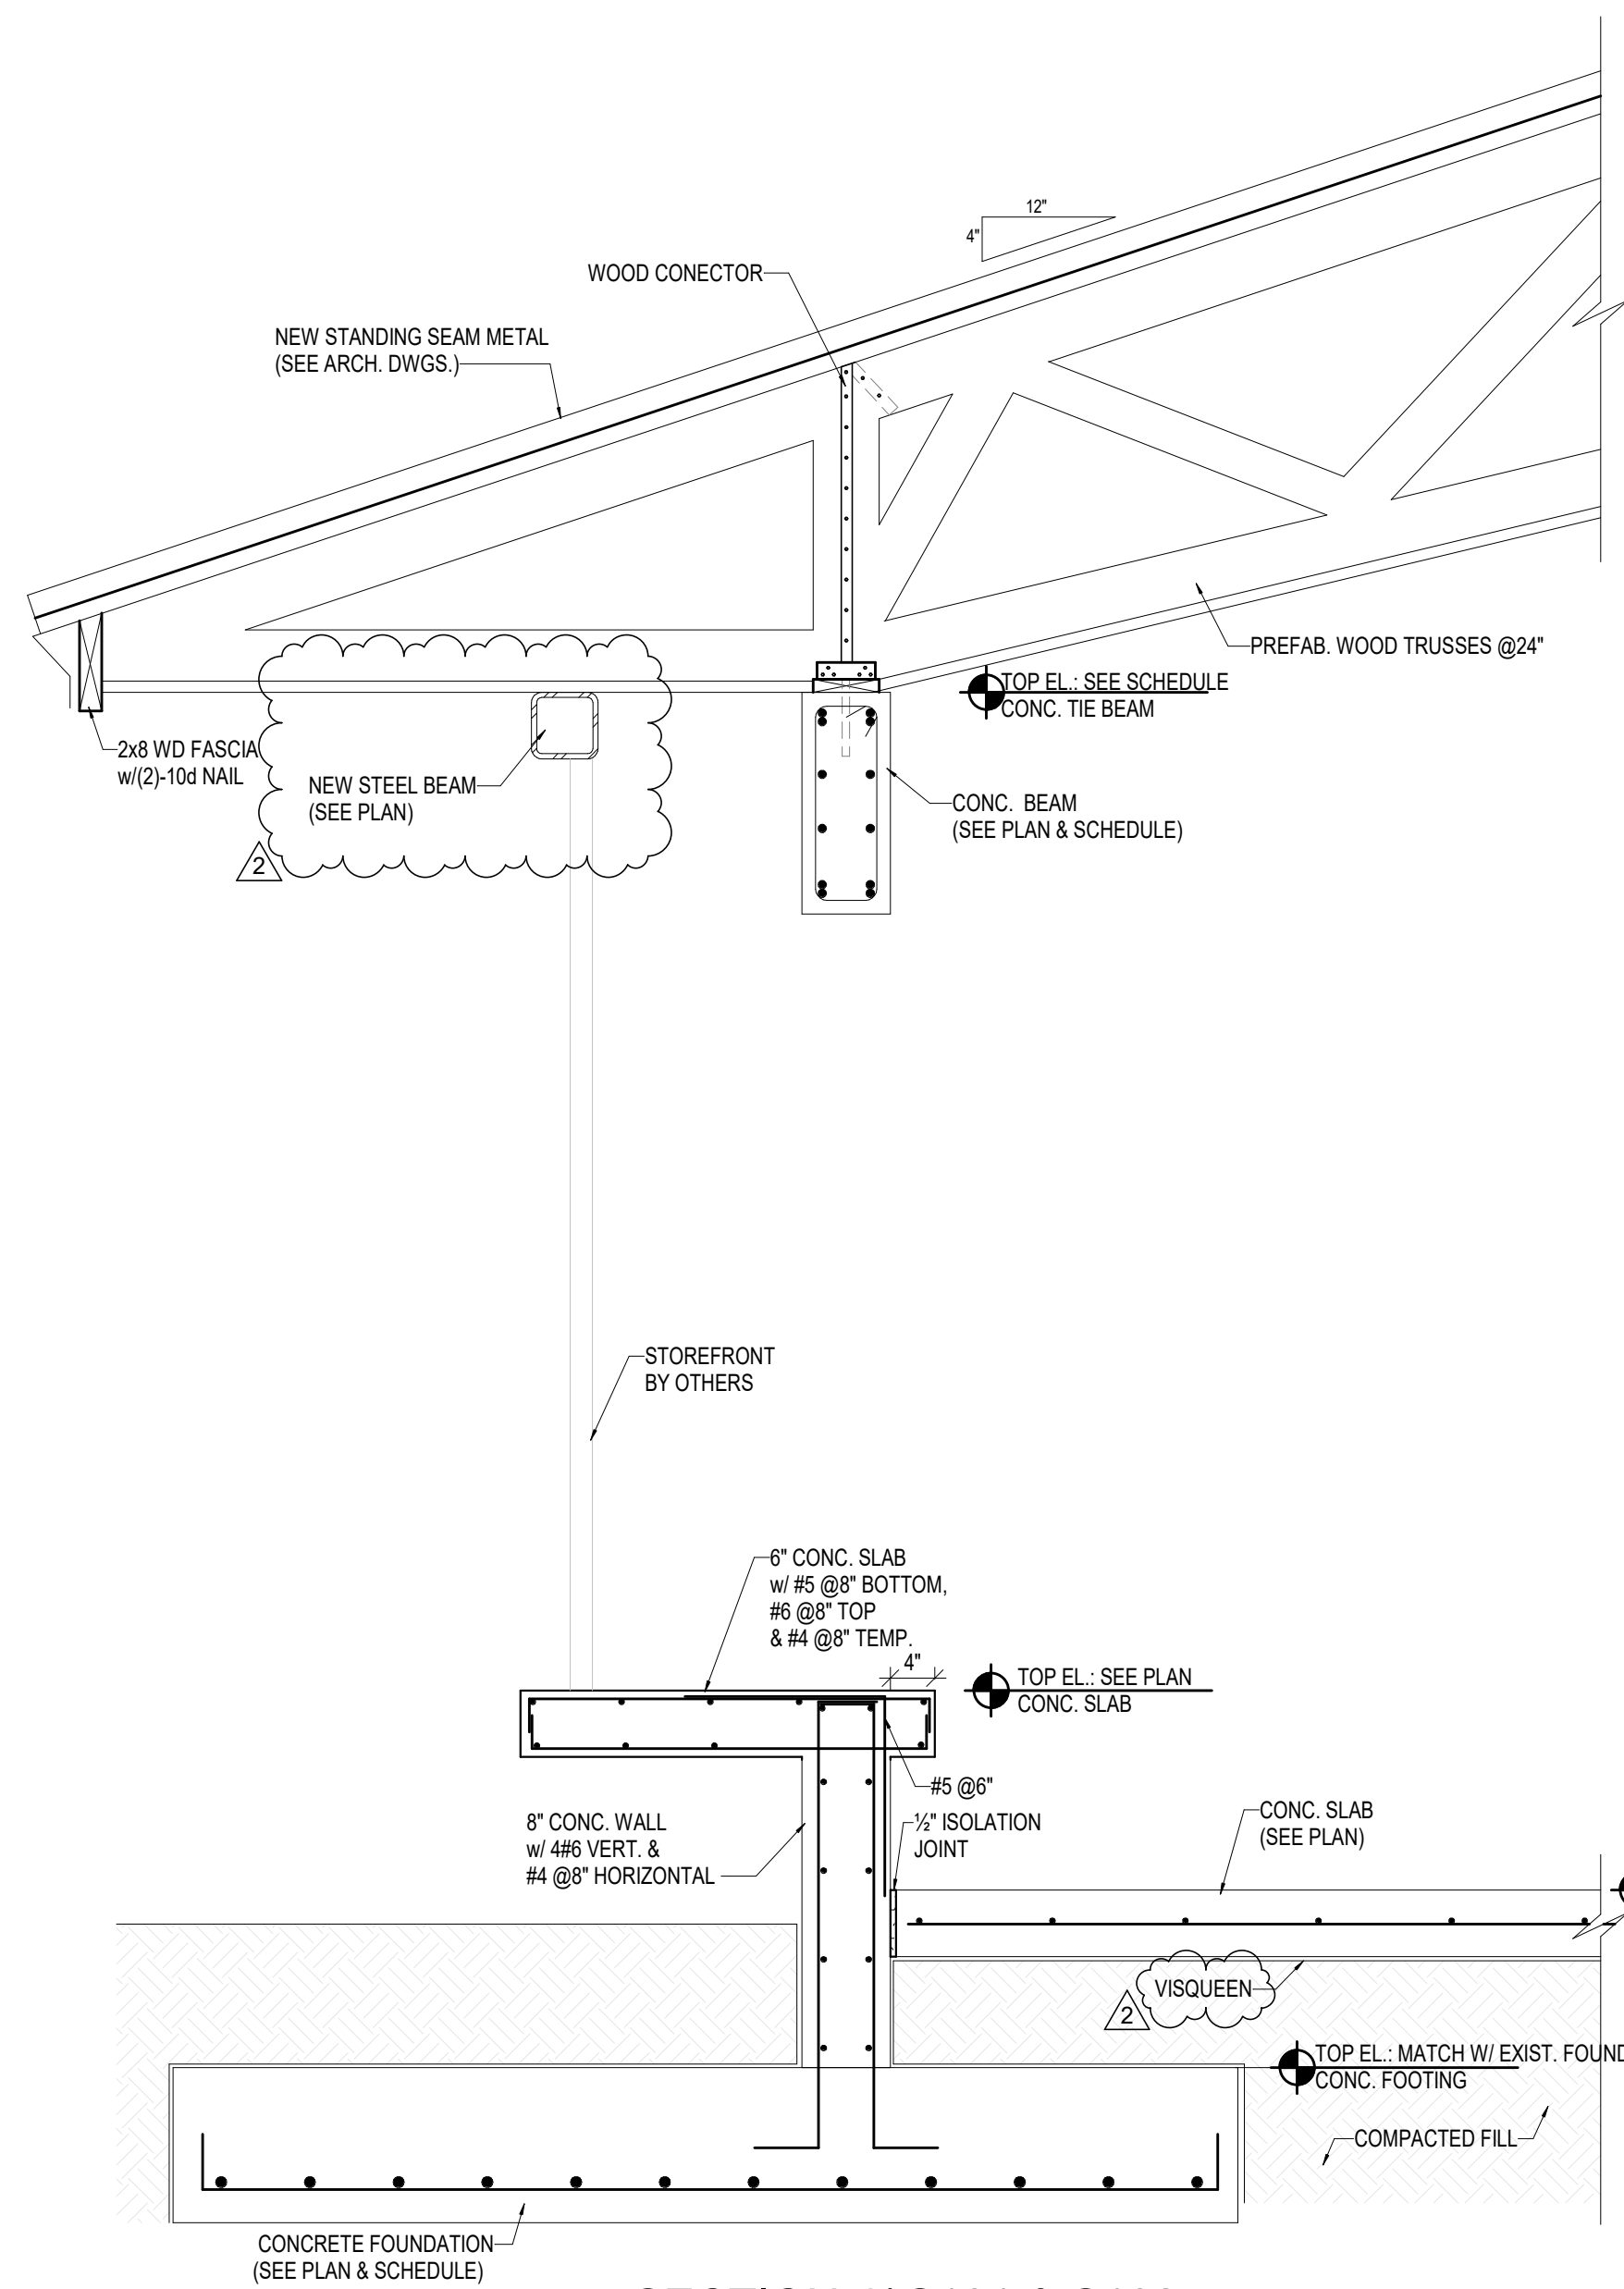 12"
4"
WOOD CONECTOR
NEW STANDING SEAM METAL
(SEE ARCH. DWGS.)
PREFAB. WOOD TRUSSES @24"
TOP EL.: SEE SCHEDULE
CONC. TIE BEAM
2x8 WD FASCIA
w/(2)-10d NAIL
NEW STEEL BEAM
(SEE PLAN)
CONC. BEAM
(SEE PLAN & SCHEDULE)
2
STOREFRONT
BY OTHERS
6" CONC. SLAB
w/ #5 @8" BOTTOM,
#6 @8" TOP
& #4 @8" TEMP.
4"
TOP EL.: SEE PLAN
CONC. SLAB
#5 @6"
8" CONC. WALL
w/ 4#6 VERT. &
#4 @8" HORIZONTAL
½" ISOLATION
JOINT
CONC. SLAB
(SEE PLAN)
VISQUEEN
2
TOP EL.: MATCH W/ EXIST. FOUND
CONC. FOOTING
COMPACTED FILL
CONCRETE FOUNDATION
(SEE PLAN & SCHEDULE)